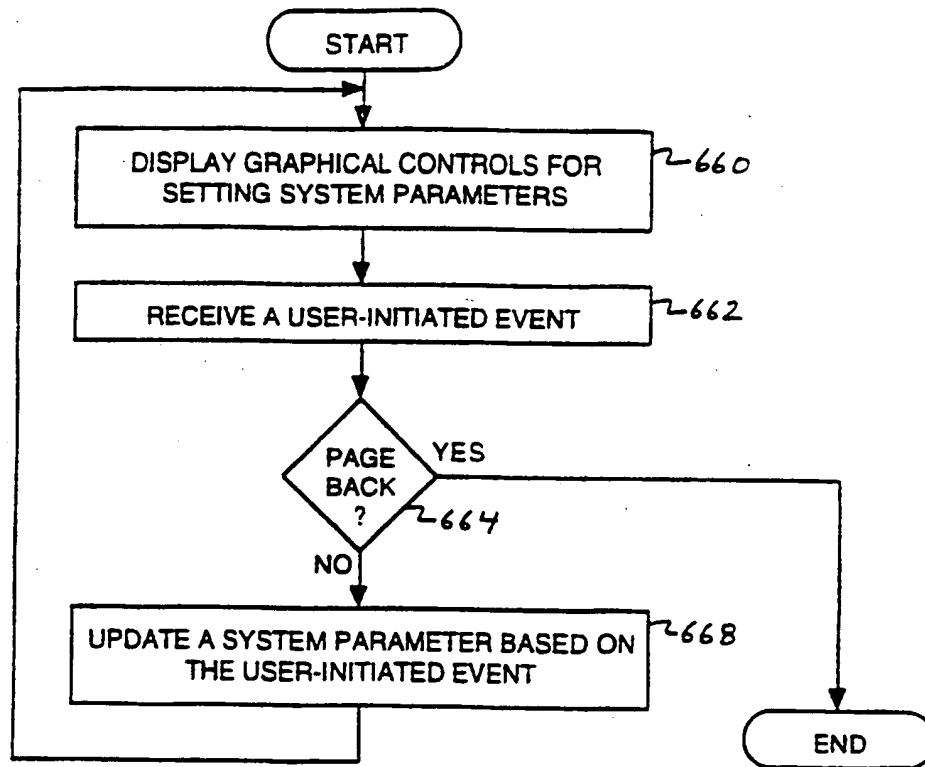 START
DISPLAY GRAPHICAL CONTROLS FOR
SETTING SYSTEM PARAMETERS
660
RECEIVE A USER-INITIATED EVENT
662
PAGE
BACK
?
YES
664
NO
UPDATE A SYSTEM PARAMETER BASED ON
THE USER-INITIATED EVENT
668
END